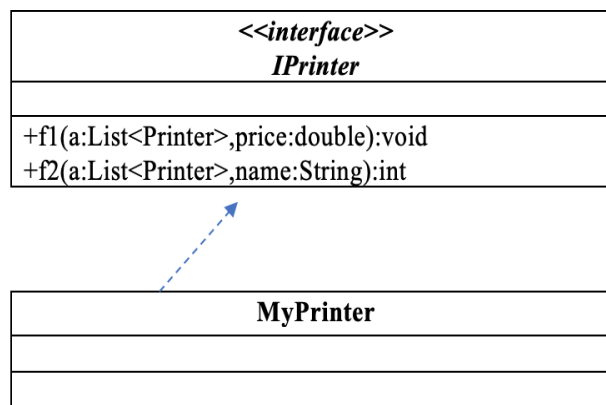 <<interface>>
IPrinter
+f1(a:List<Printer>,price:double):void
+f2(a:List<Printer>,name:String):int
MyPrinter